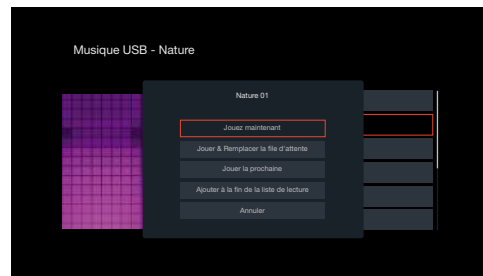 Musique USB - Nature
Nature 01
Jouez maintenant
Jouer & Remplacer la file d'attente
Jouer la prochaine
Ajouter à la fin de la liste de lecture
Annuler